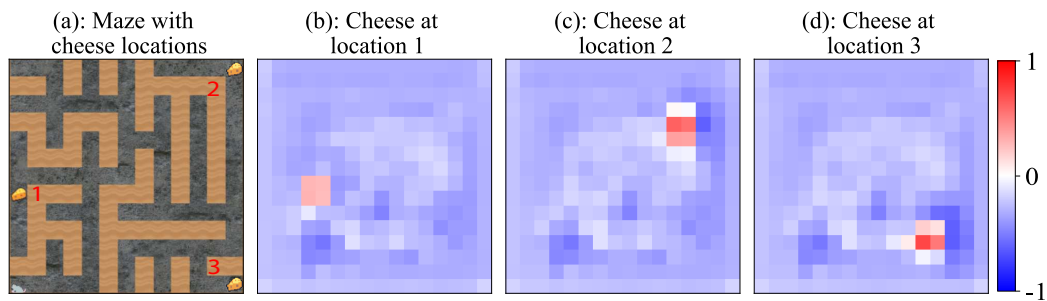 (a): Maze with
cheese locations
(b): Cheese at
location 1
(c): Cheese at
location 2
(d): Cheese at
location 3
2
1
3
1
0
-1